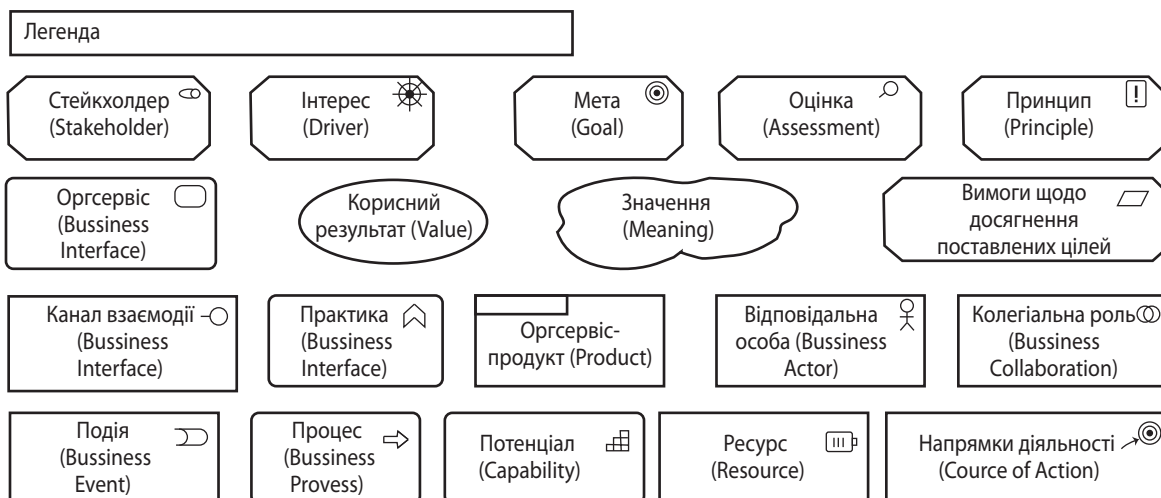 Легенда
Стейкхолдер
(Stakeholder)
Інтерес
(Driver)
Мета
(Goal)
Оцінка
(Assessment)
Принцип
(Principle)
Оргсервіс
(Bussiness
Interface)
Корисний
результат (Value)
Значення
(Meaning)
Вимоги щодо
досягнення
поставлених цілей
Канал взаємодії
(Bussiness
Interface)
Практика
(Bussiness
Interface)
Оргсервіс-
продукт (Product)
Відповідальна
особа (Bussiness
Actor)
Колегіальна роль
(Bussiness
Collaboration)
Подія
(Bussiness
Event)
Процес
(Bussiness
Provess)
Потенціал
(Capability)
Ресурс
(Resource)
Напрямки діяльності
(Cource of Action)